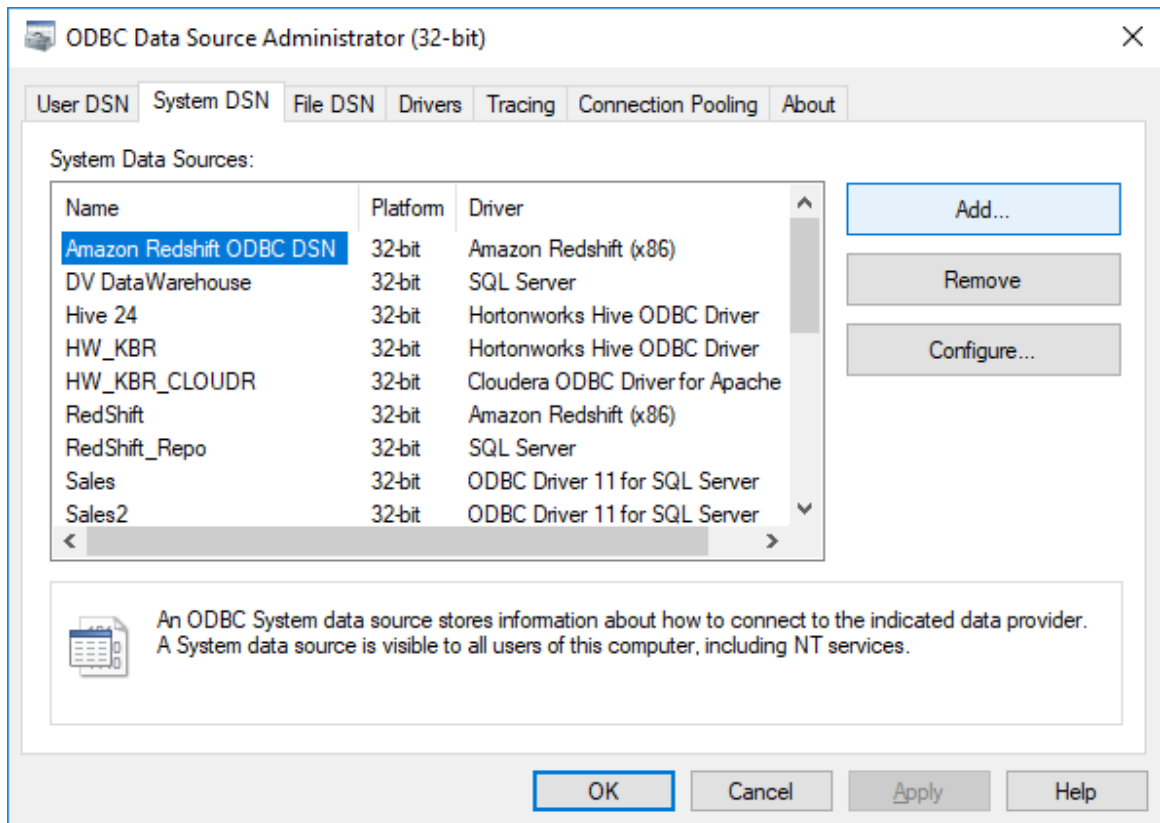 ODBC Data Source Administrator (32-bit)
User DSN System DSN File DSN Drivers Tracing Connection Pooling About
System Data Sources:
Name Platform Driver
Amazon Redshift ODBC DSN 32-bit Amazon Redshift (x86)
DV DataWarehouse 32-bit SQL Server
Hive 24 32-bit Hortonworks Hive ODBC Driver
HW_KBR 32-bit Hortonworks Hive ODBC Driver
HW_KBR_CLOUDR 32-bit Cloudera ODBC Driver for Apache
RedShift 32-bit Amazon Redshift (x86)
RedShift_Repo 32-bit SQL Server
Sales 32-bit ODBC Driver 11 for SQL Server
Sales2 32-bit ODBC Driver 11 for SQL Server
Add...
Remove
Configure...
An ODBC System data source stores information about how to connect to the indicated data provider.
A System data source is visible to all users of this computer, including NT services.
OK Cancel Apply Help